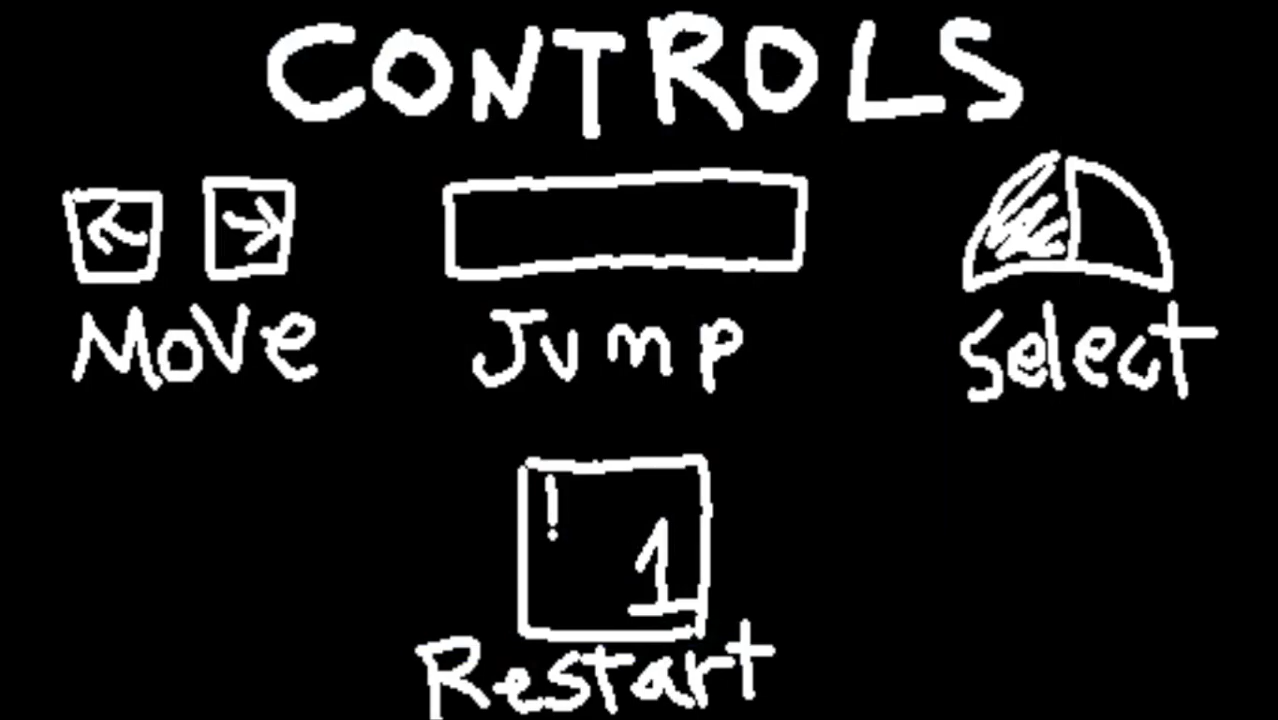 CONTROLS
← →
Move Jump Select
!
1
Restart